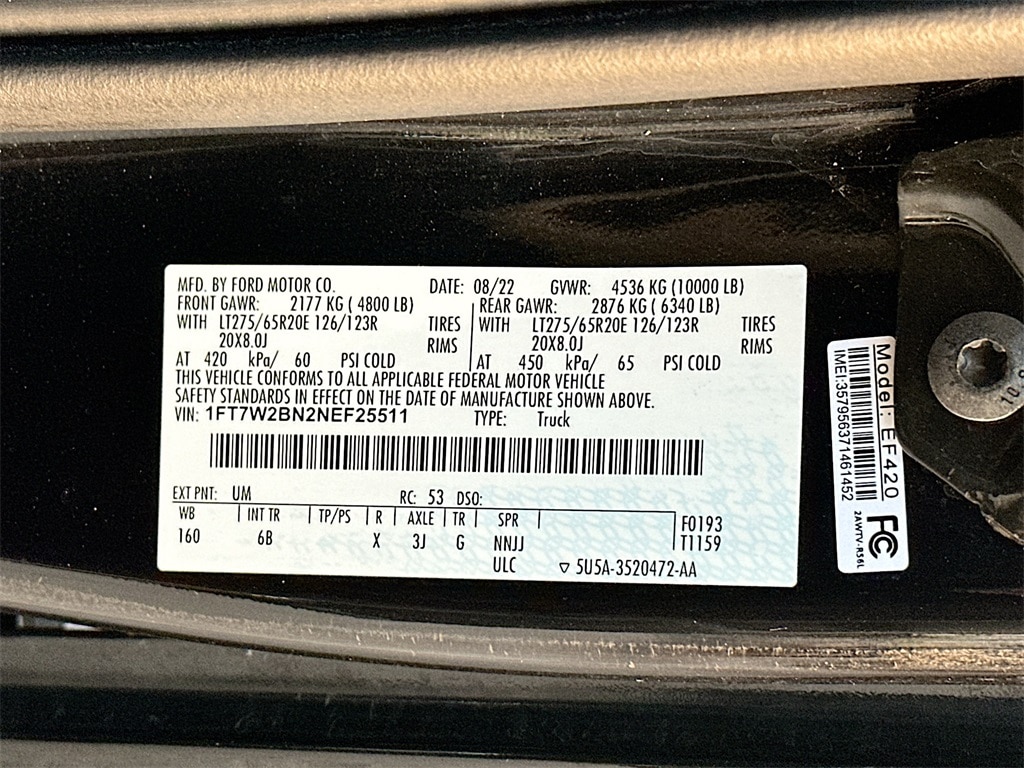 MFD. BY FORD MOTOR CO. DATE: 08/22 GVWR: 4536 KG (10000 LB)
FRONT GAWR: 2177 KG ( 4800 LB) REAR GAWR: 2876 KG ( 6340 LB)
WITH LT275/65R20E 126/123R TIRES WITH LT275/65R20E 126/123R TIRES
20X8.0J RIMS 20X8.0J RIMS
AT 420 kPa/ 60 PSI COLD AT 450 kPa/ 65 PSI COLD
THIS VEHICLE CONFORMS TO ALL APPLICABLE FEDERAL MOTOR VEHICLE
SAFETY STANDARDS IN EFFECT ON THE DATE OF MANUFACTURE SHOWN ABOVE.
VIN: 1FT7W2BN2NEF25511 TYPE: Truck
EXT PNT: UM RC: 53 DSO:
WB INT TR TP/PS R AXLE TR SPR F0193
160 6B X 3J G NNJJ T1159
ULC 5U5A-3520472-AA
Model: EF420
IMEI:357956371461452
FC
2AWTV-R56L
10.9